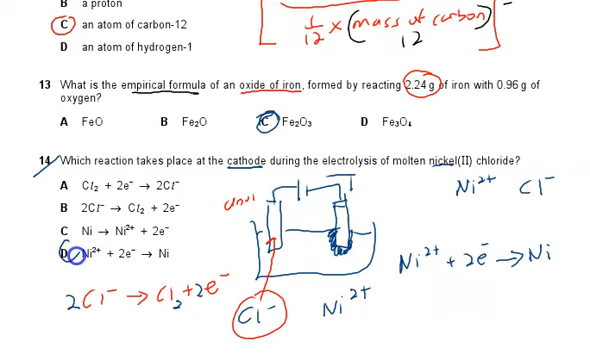 B a proton
C an atom of carbon-12
D an atom of hydrogen-1
1/12 × (mass of carbon 12)
13 What is the empirical formula of an oxide of iron, formed by reacting 2.24 g of iron with 0.96 g of
oxygen?
A FeO B Fe₂O C Fe₂O₃ D Fe₃O₄
14 Which reaction takes place at the cathode during the electrolysis of molten nickel(II) chloride?
A Cl₂ + 2e⁻ → 2Cl⁻
B 2Cl⁻ → Cl₂ + 2e⁻
C Ni → Ni²⁺ + 2e⁻
D Ni²⁺ + 2e⁻ → Ni
Ni²⁺ Cl⁻
Ni²⁺ + 2e⁻ → Ni
2Cl⁻ → Cl₂ + 2e⁻
Cl⁻
Ni²⁺